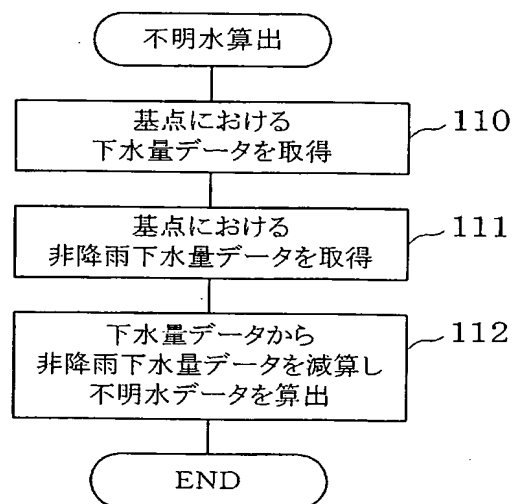 不明水算出
基点における
下水量データを取得
110
基点における
非降雨下水量データを取得
111
下水量データから
非降雨下水量データを減算し
不明水データを算出
112
END